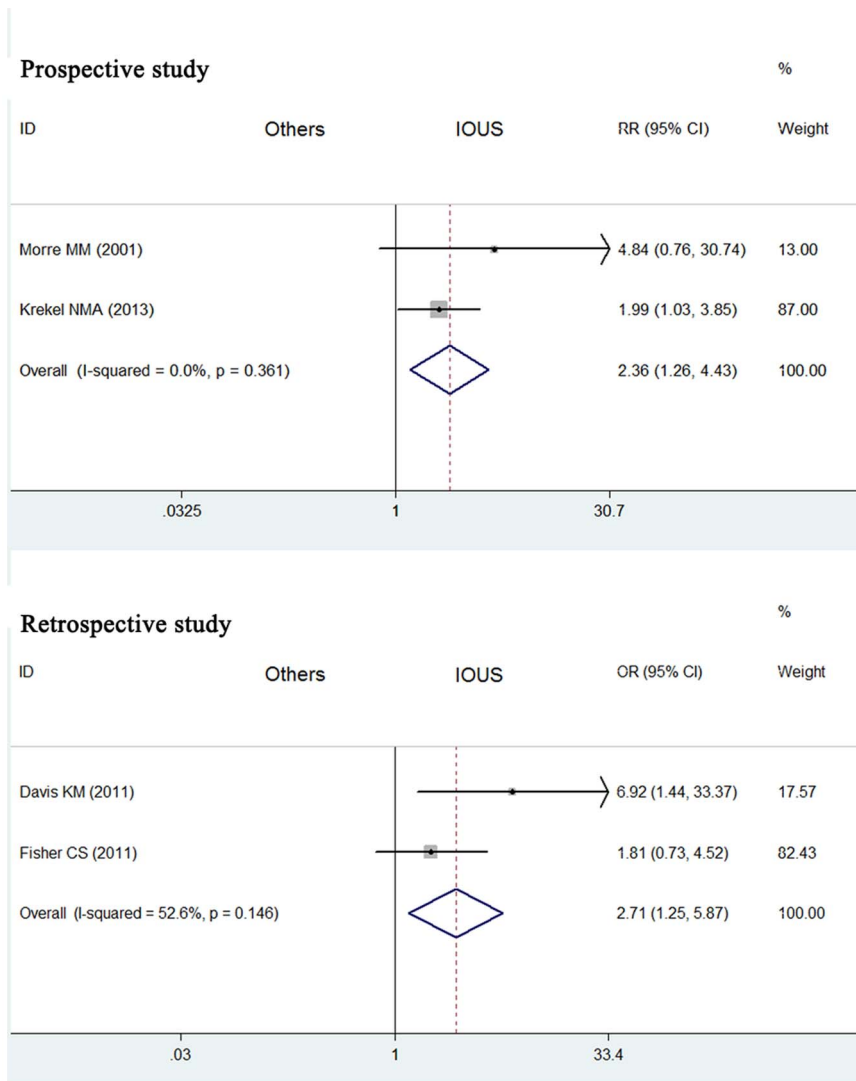 Prospective study
%
ID Others IOUS RR (95% CI) Weight
Morre MM (2001) 4.84 (0.76, 30.74) 13.00
Krekel NMA (2013) 1.99 (1.03, 3.85) 87.00
Overall (I-squared = 0.0%, p = 0.361) 2.36 (1.26, 4.43) 100.00
.0325 1 30.7
%
Retrospective study
ID Others IOUS OR (95% CI) Weight
Davis KM (2011) 6.92 (1.44, 33.37) 17.57
Fisher CS (2011) 1.81 (0.73, 4.52) 82.43
Overall (I-squared = 52.6%, p = 0.146) 2.71 (1.25, 5.87) 100.00
.03 1 33.4